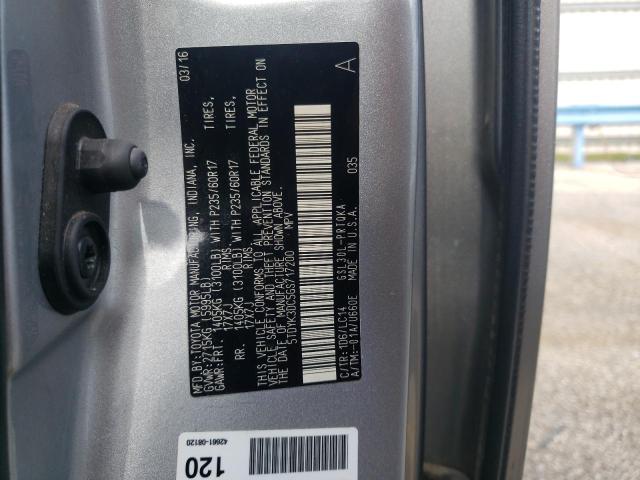 MFD.BY:TOYOTA MOTOR MANUFACTURING, INDIANA, INC. 03/16
GVWR:2715KG (5995LB)
GAWR:FRT. 1405KG (3100LB) WITH P235/60R17 TIRES,
17X7J RIMS
RR. 1405KG (3100LB) WITH P235/60R17 TIRES,
17X7J RIMS
THIS VEHICLE CONFORMS TO ALL APPLICABLE FEDERAL MOTOR
VEHICLE SAFETY AND THEFT PREVENTION STANDARDS IN EFFECT ON
THE DATE OF MANUFACTURE SHOWN ABOVE.
5TDYK3DC5GS717200 MPV
C/TR:1D6/LC14 GSL30L-PRTQKA 035
A/TM:-01A/U660E MADE IN U.S.A.
A
120
42661-08120